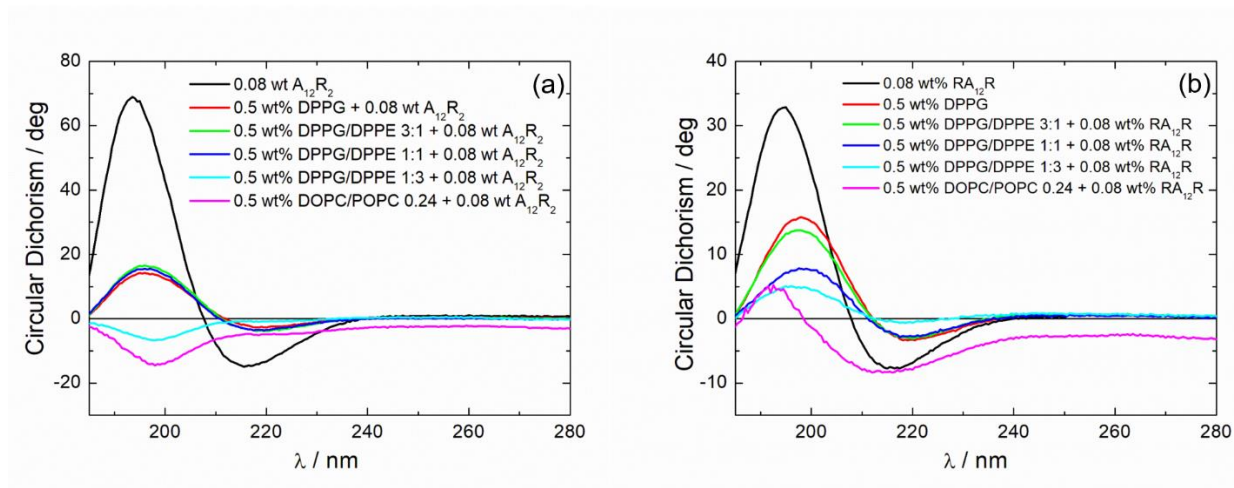 (a)
80
60
40
20
0
-20
Circular Dichorism / deg
0.08 wt A₁₂R₂
0.5 wt% DPPG + 0.08 wt A₁₂R₂
0.5 wt% DPPG/DPPE 3:1 + 0.08 wt A₁₂R₂
0.5 wt% DPPG/DPPE 1:1 + 0.08 wt A₁₂R₂
0.5 wt% DPPG/DPPE 1:3 + 0.08 wt A₁₂R₂
0.5 wt% DOPC/POPC 0.24 + 0.08 wt A₁₂R₂
200 220 240 260 280
λ / nm
(b)
40
30
20
10
0
-10
Circular Dichorism / deg
0.08 wt% RA₁₂R
0.5 wt% DPPG
0.5 wt% DPPG/DPPE 3:1 + 0.08 wt% RA₁₂R
0.5 wt% DPPG/DPPE 1:1 + 0.08 wt% RA₁₂R
0.5 wt% DPPG/DPPE 1:3 + 0.08 wt% RA₁₂R
0.5 wt% DOPC/POPC 0.24 + 0.08 wt% RA₁₂R
200 220 240 260 280
λ / nm